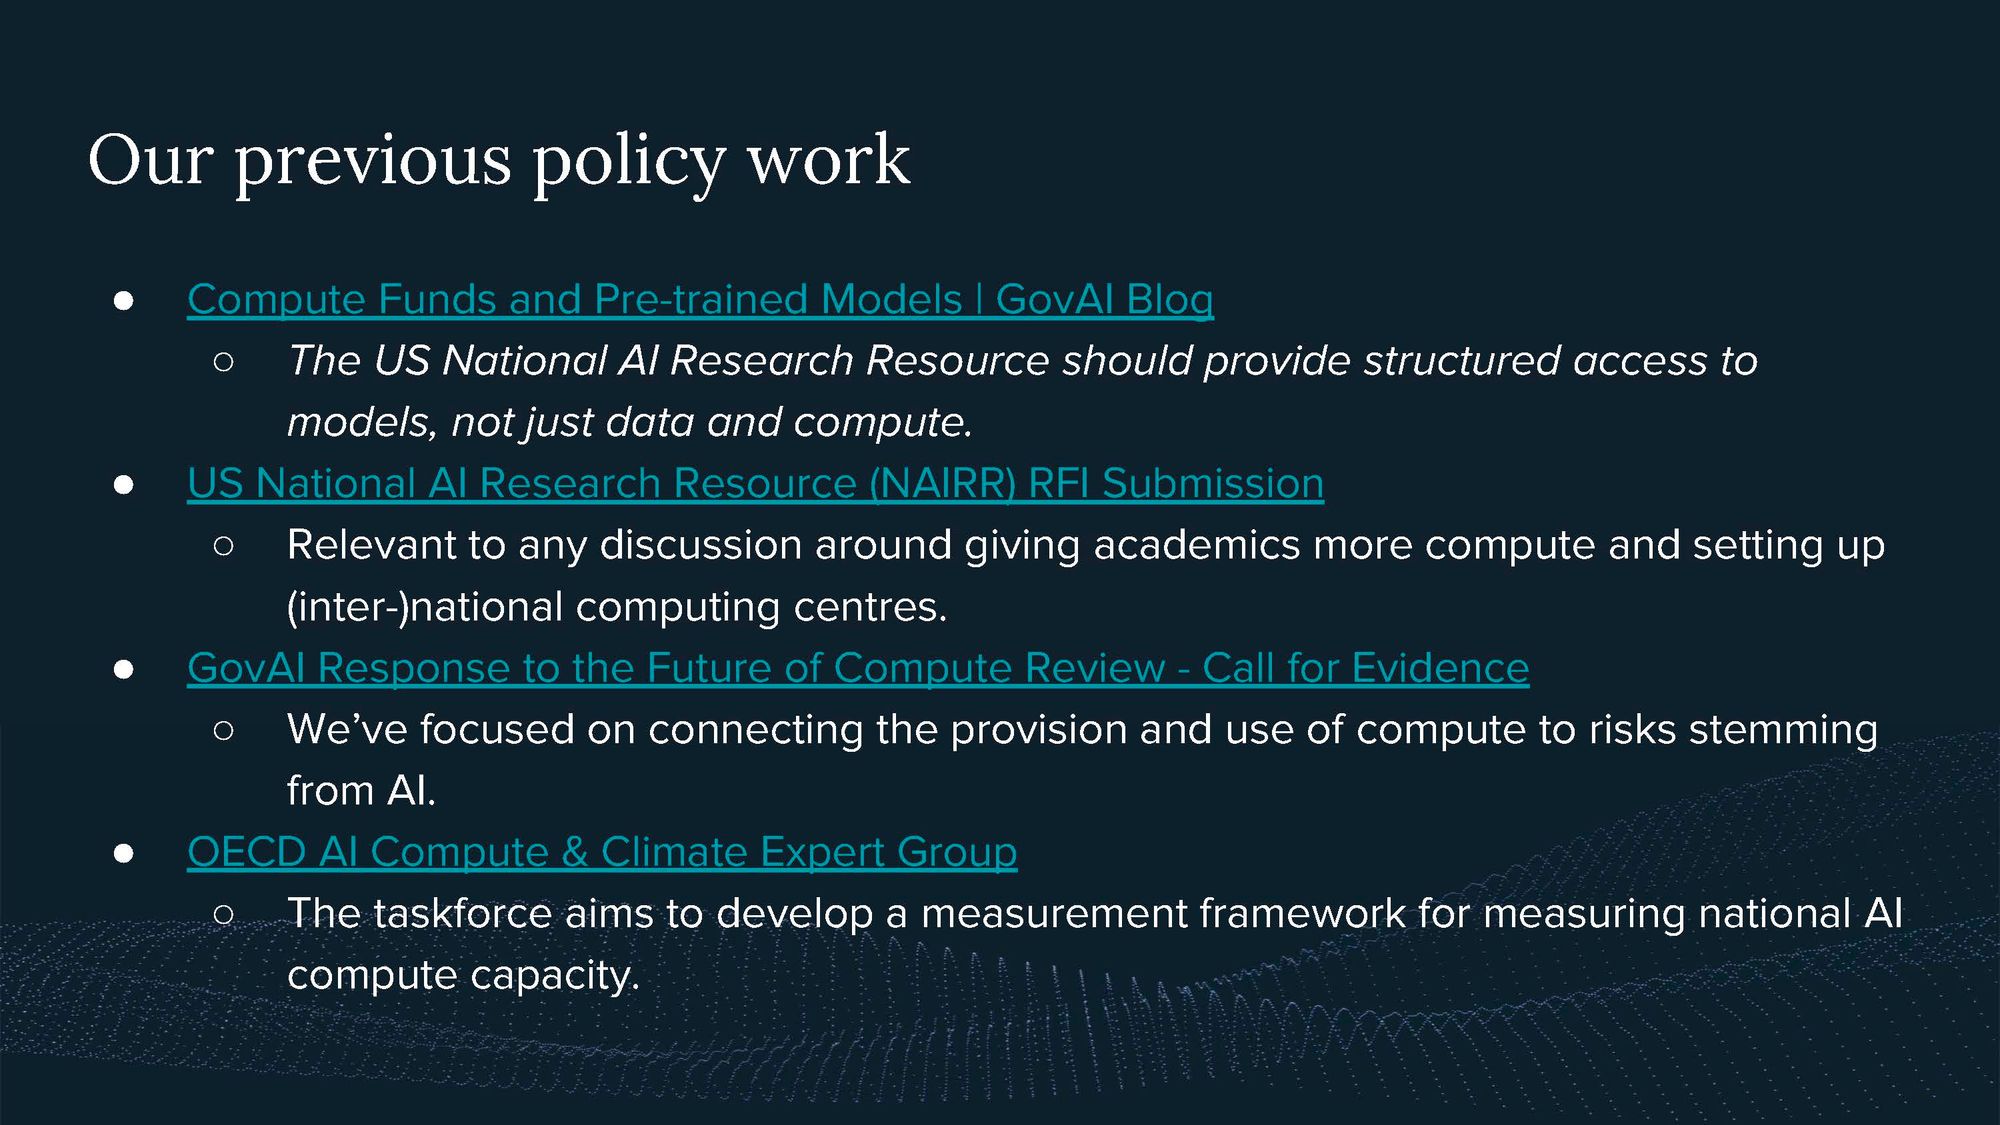 Our previous policy work
● Compute Funds and Pre-trained Models | GovAI Blog
○ The US National AI Research Resource should provide structured access to
models, not just data and compute.
● US National AI Research Resource (NAIRR) RFI Submission
○ Relevant to any discussion around giving academics more compute and setting up
(inter-)national computing centres.
● GovAI Response to the Future of Compute Review - Call for Evidence
○ We’ve focused on connecting the provision and use of compute to risks stemming
from AI.
● OECD AI Compute & Climate Expert Group
○ The taskforce aims to develop a measurement framework for measuring national AI
compute capacity.